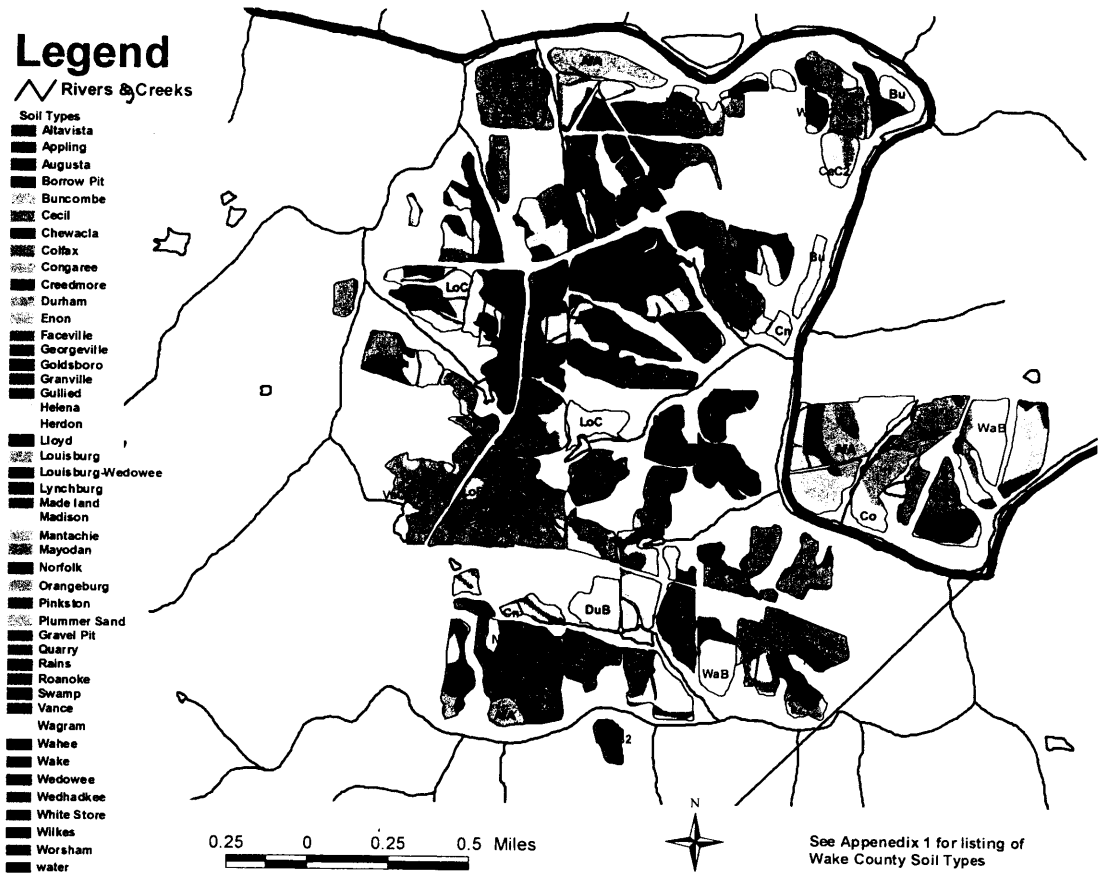 Legend
Rivers & Creeks
Soil Types
Altavista
Appling
Augusta
Borrow Pit
Buncombe
Cecil
Chewacla
Colfax
Congaree
Creedmore
Durham
Enon
Faceville
Georgeville
Goldsboro
Granville
Gullied
Helena
Herdon
Lloyd
Louisburg
Louisburg-Wedowee
Lynchburg
Made land
Madison
Mantachie
Mayodan
Norfolk
Orangeburg
Pinkston
Plummer Sand
Gravel Pit
Quarry
Rains
Roanoke
Swamp
Vance
Wagram
Wahee
Wake
Wedowee
Wedhadkee
White Store
Wilkes
Worsham
water
Bu
W
CeC2
Bu
LoC
Cn
LoC
WaB
Lo
Co
Cn
DuB
N
WaB
2
N
0.25 0 0.25 0.5 Miles
See Appenedix 1 for listing of
Wake County Soil Types